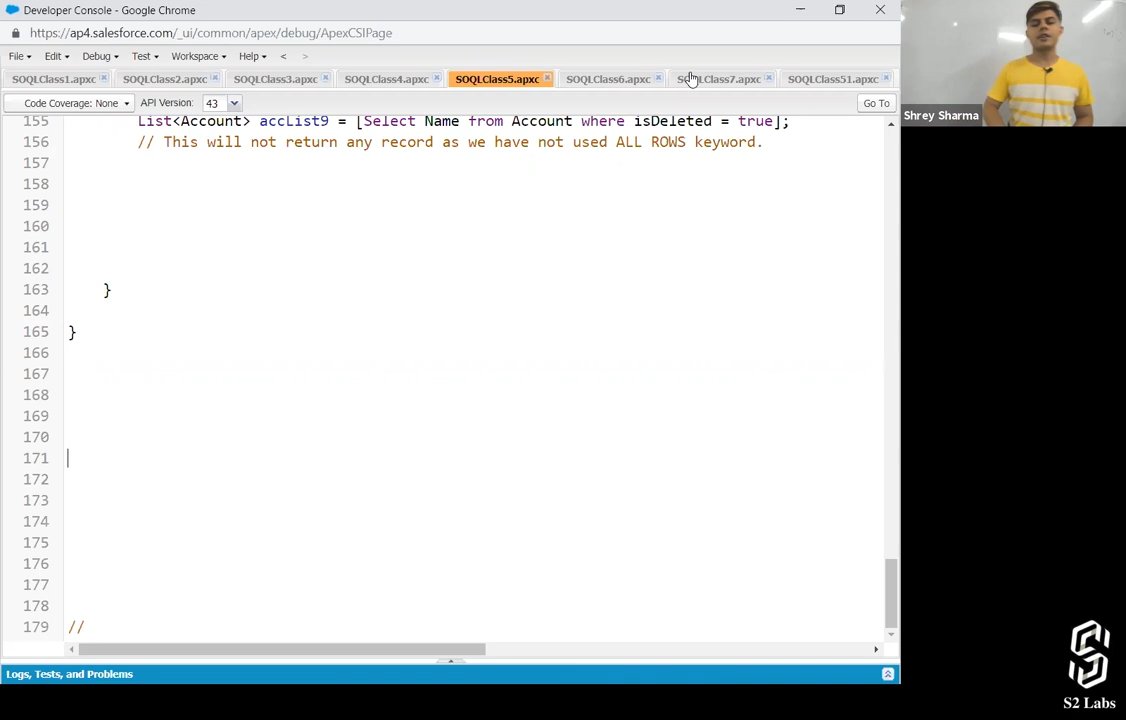 Developer Console - Google Chrome
https://ap4.salesforce.com/_ui/common/apex/debug/ApexCSIPage
File Edit Debug Test Workspace Help < >
SOQLClass1.apxc SOQLClass2.apxc SOQLClass3.apxc SOQLClass4.apxc SOQLClass5.apxc SOQLClass6.apxc SOQLClass7.apxc SOQLClass51.apxc
Code Coverage: None API Version: 43 Go To
Shrey Sharma
155 List<Account> accList9 = [Select Name from Account where isDeleted = true];
156 // This will not return any record as we have not used ALL ROWS keyword.
157
158
159
160
161
162
163 }
164
165 }
166
167
168
169
170
171
172
173
174
175
176
177
178
179 //
Logs, Tests, and Problems
S2 Labs